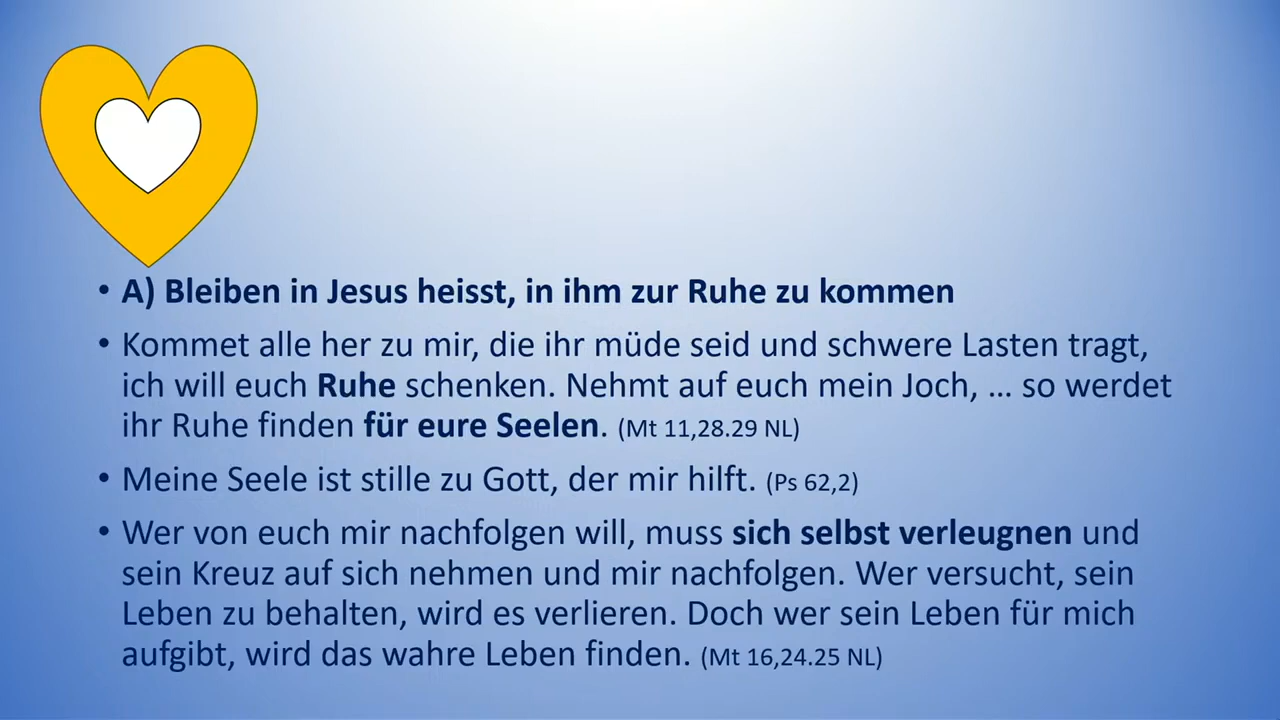 • A) Bleiben in Jesus heisst, in ihm zur Ruhe zu kommen
• Kommet alle her zu mir, die ihr müde seid und schwere Lasten tragt,
ich will euch Ruhe schenken. Nehmt auf euch mein Joch, ... so werdet
ihr Ruhe finden für eure Seelen. (Mt 11,28.29 NL)
• Meine Seele ist stille zu Gott, der mir hilft. (Ps 62,2)
• Wer von euch mir nachfolgen will, muss sich selbst verleugnen und
sein Kreuz auf sich nehmen und mir nachfolgen. Wer versucht, sein
Leben zu behalten, wird es verlieren. Doch wer sein Leben für mich
aufgibt, wird das wahre Leben finden. (Mt 16,24.25 NL)